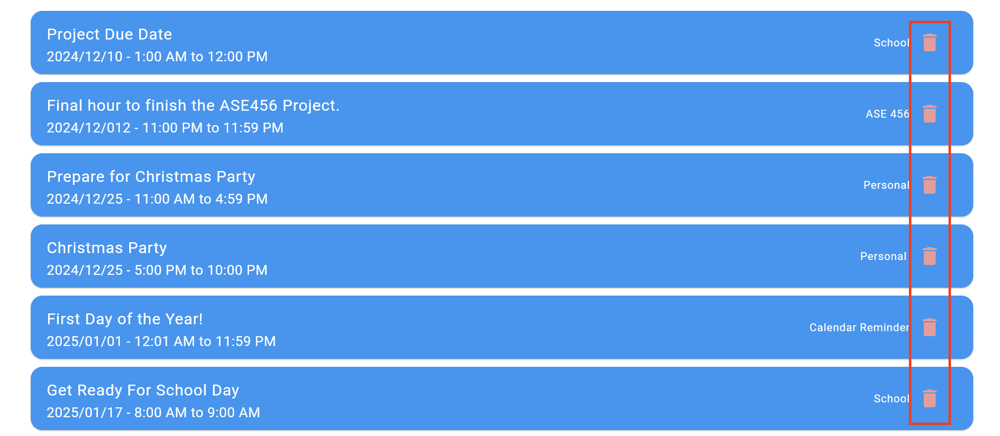 Project Due Date
2024/12/10 - 1:00 AM to 12:00 PM
School
Final hour to finish the ASE456 Project.
2024/12/012 - 11:00 PM to 11:59 PM
ASE 456
Prepare for Christmas Party
2024/12/25 - 11:00 AM to 4:59 PM
Personal
Christmas Party
2024/12/25 - 5:00 PM to 10:00 PM
Personal
First Day of the Year!
2025/01/01 - 12:01 AM to 11:59 PM
Calendar Reminder
Get Ready For School Day
2025/01/17 - 8:00 AM to 9:00 AM
School